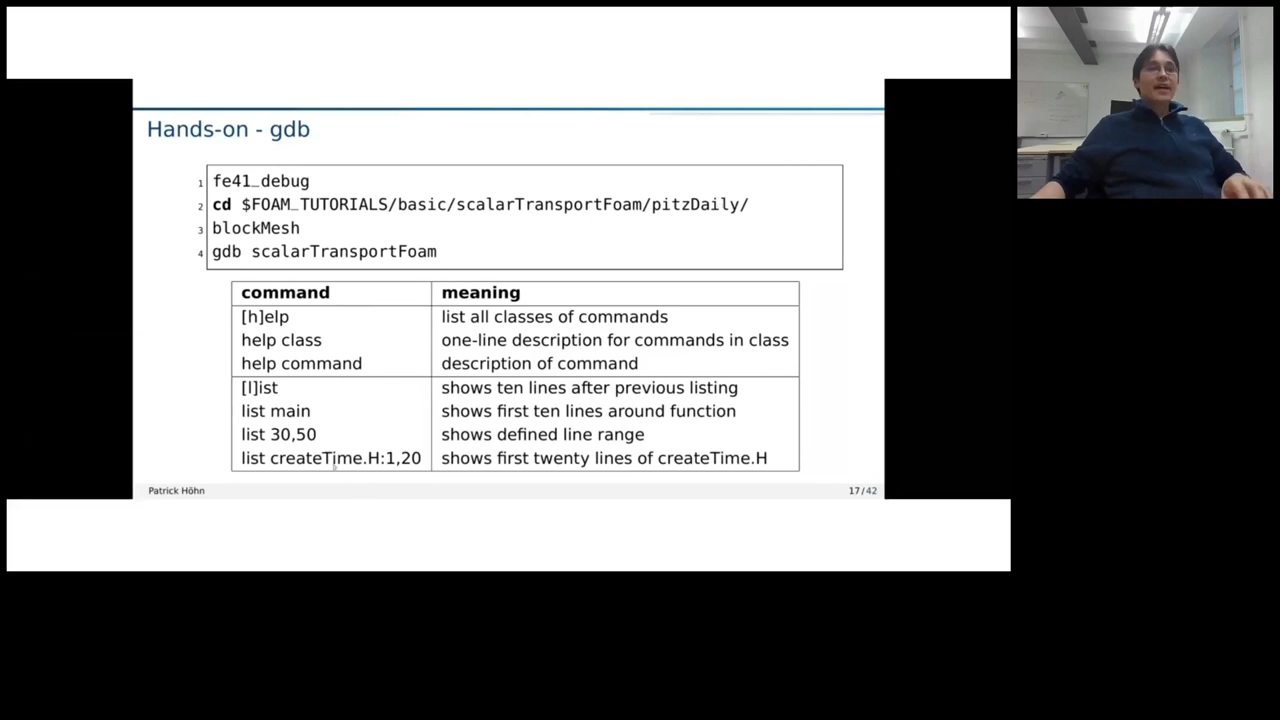 Hands-on - gdb
1 fe41_debug
2 cd $FOAM_TUTORIALS/basic/scalarTransportFoam/pitzDaily/
3 blockMesh
4 gdb scalarTransportFoam
command meaning
[h]elp list all classes of commands
help class one-line description for commands in class
help command description of command
[l]ist shows ten lines after previous listing
list main shows first ten lines around function
list 30,50 shows defined line range
list createTime.H:1,20 shows first twenty lines of createTime.H
Patrick Höhn 17/42